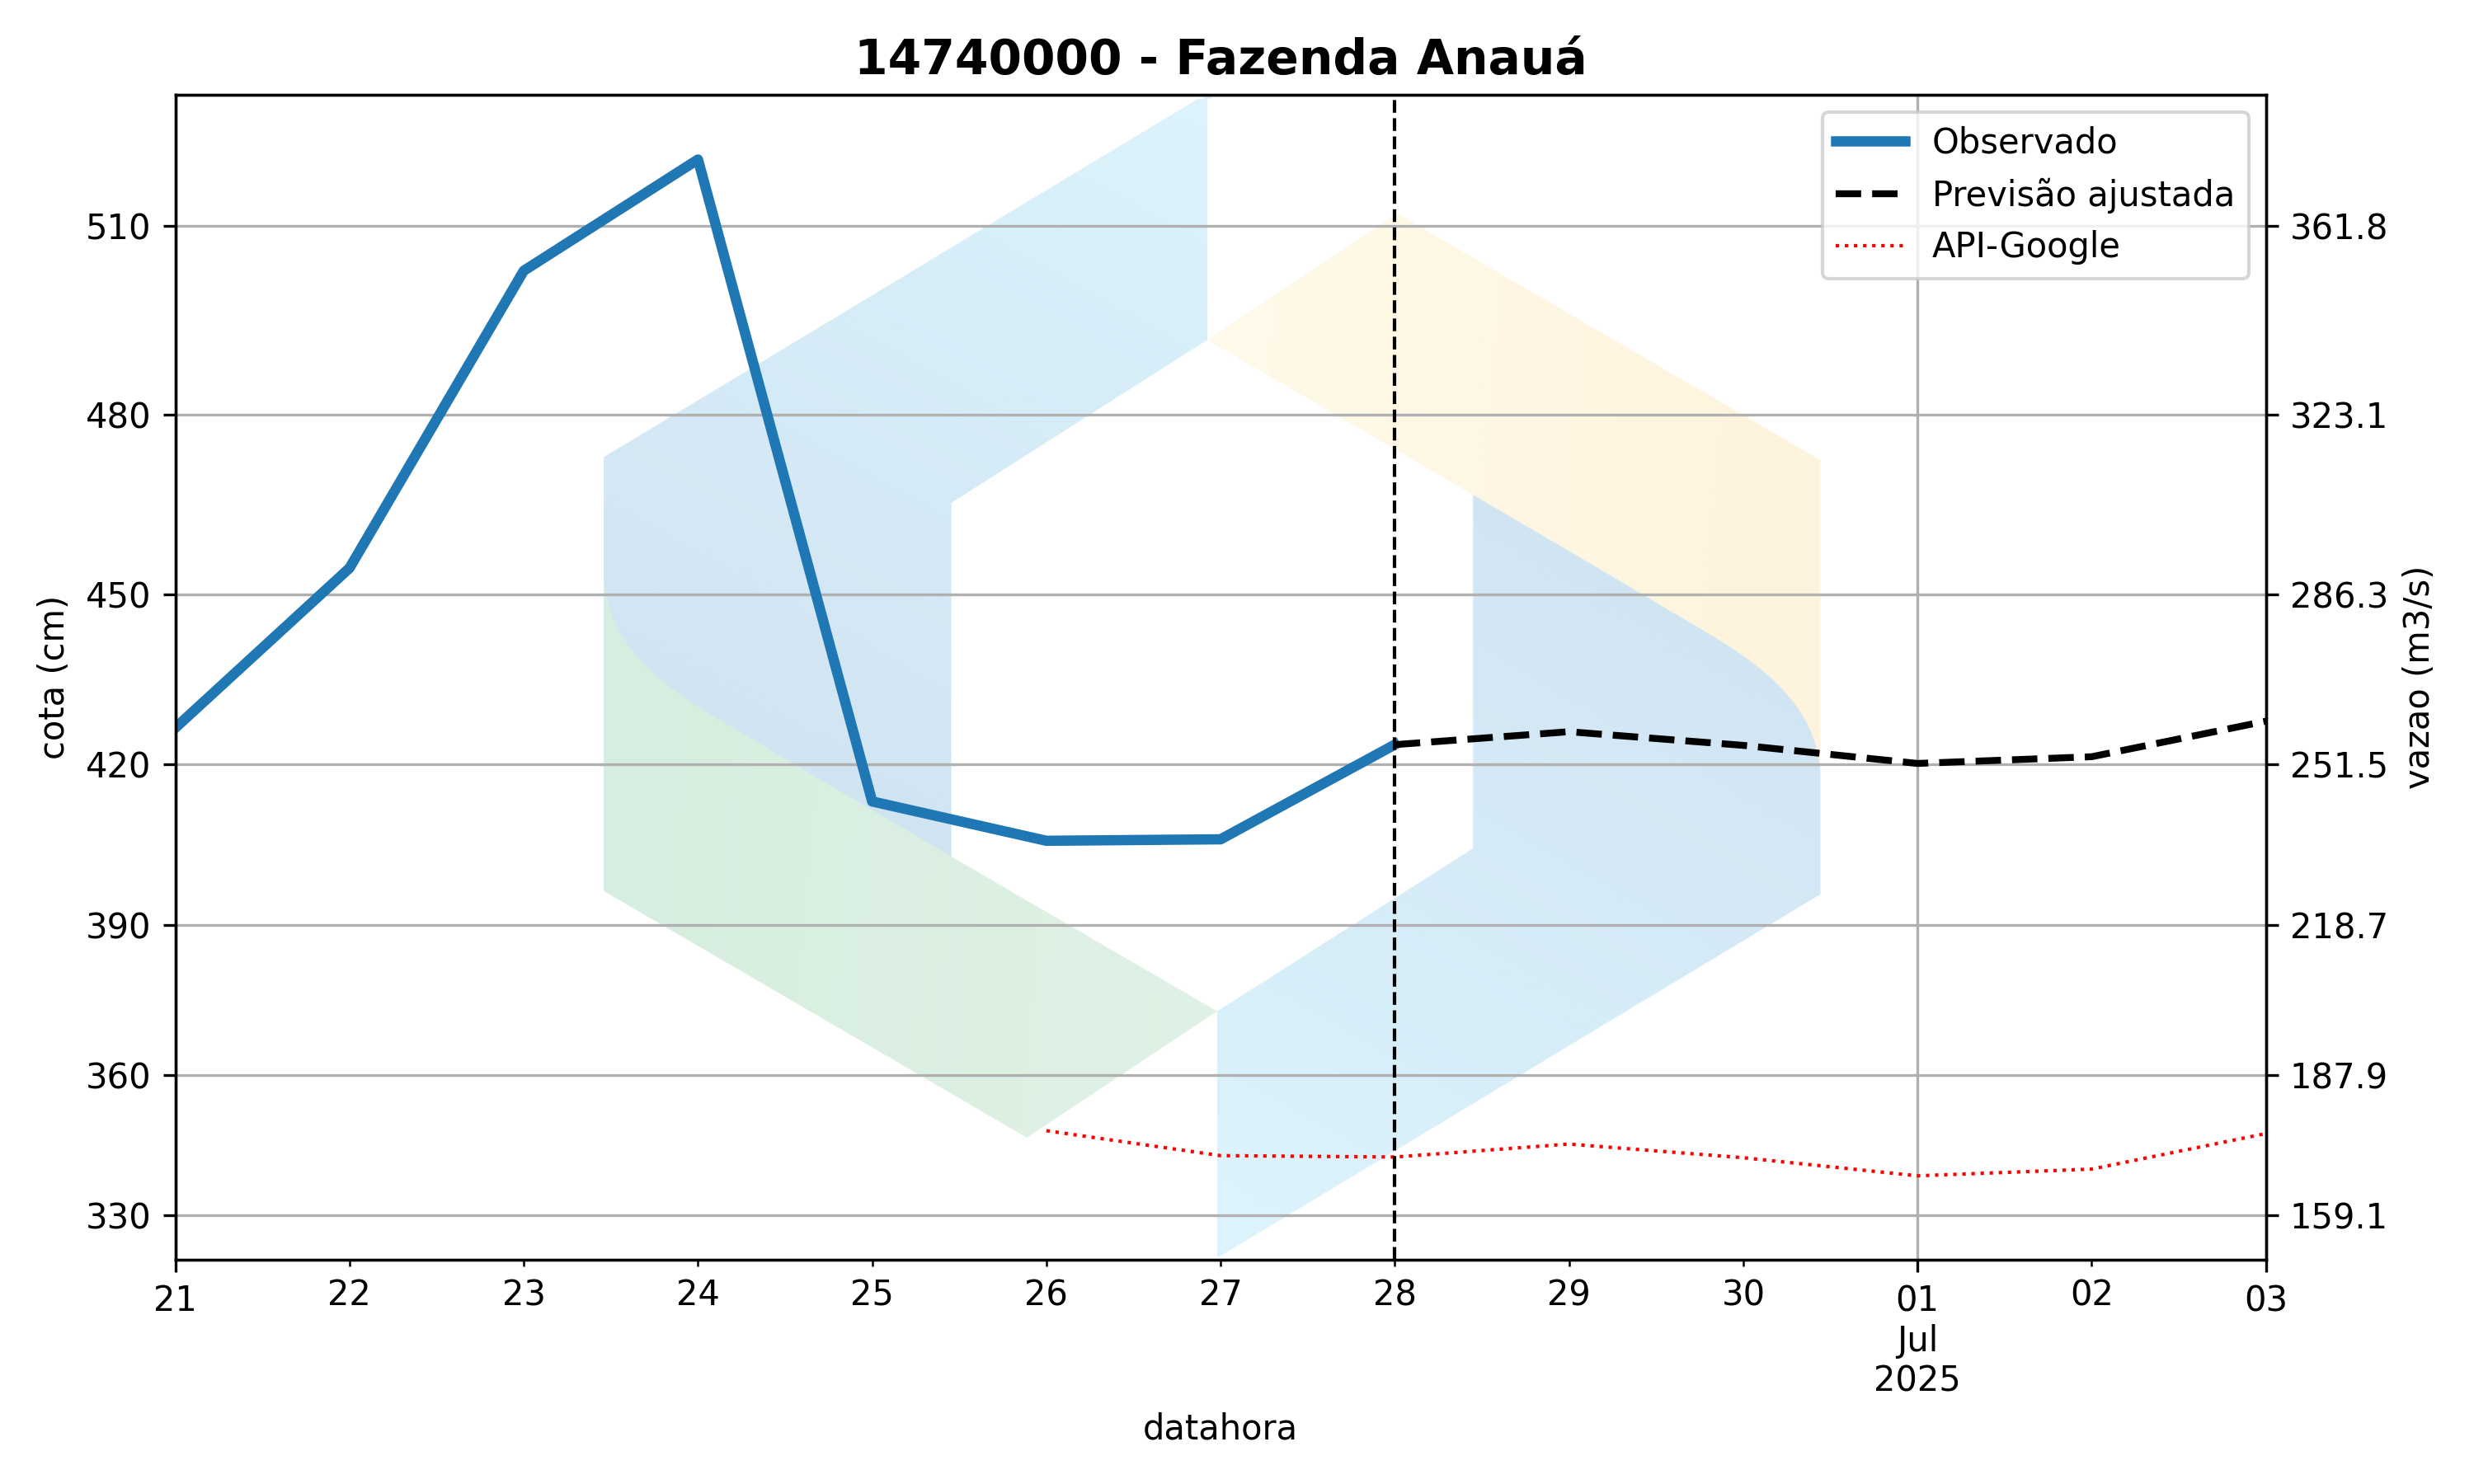 14740000 - Fazenda Anauá
Observado
Previsão ajustada
API-Google
510
480
450
420
390
360
330
cota (cm)
361.8
323.1
286.3
251.5
218.7
187.9
159.1
vazao (m3/s)
21 22 23 24 25 26 27 28 29 30 01 02 03
Jul
2025
datahora